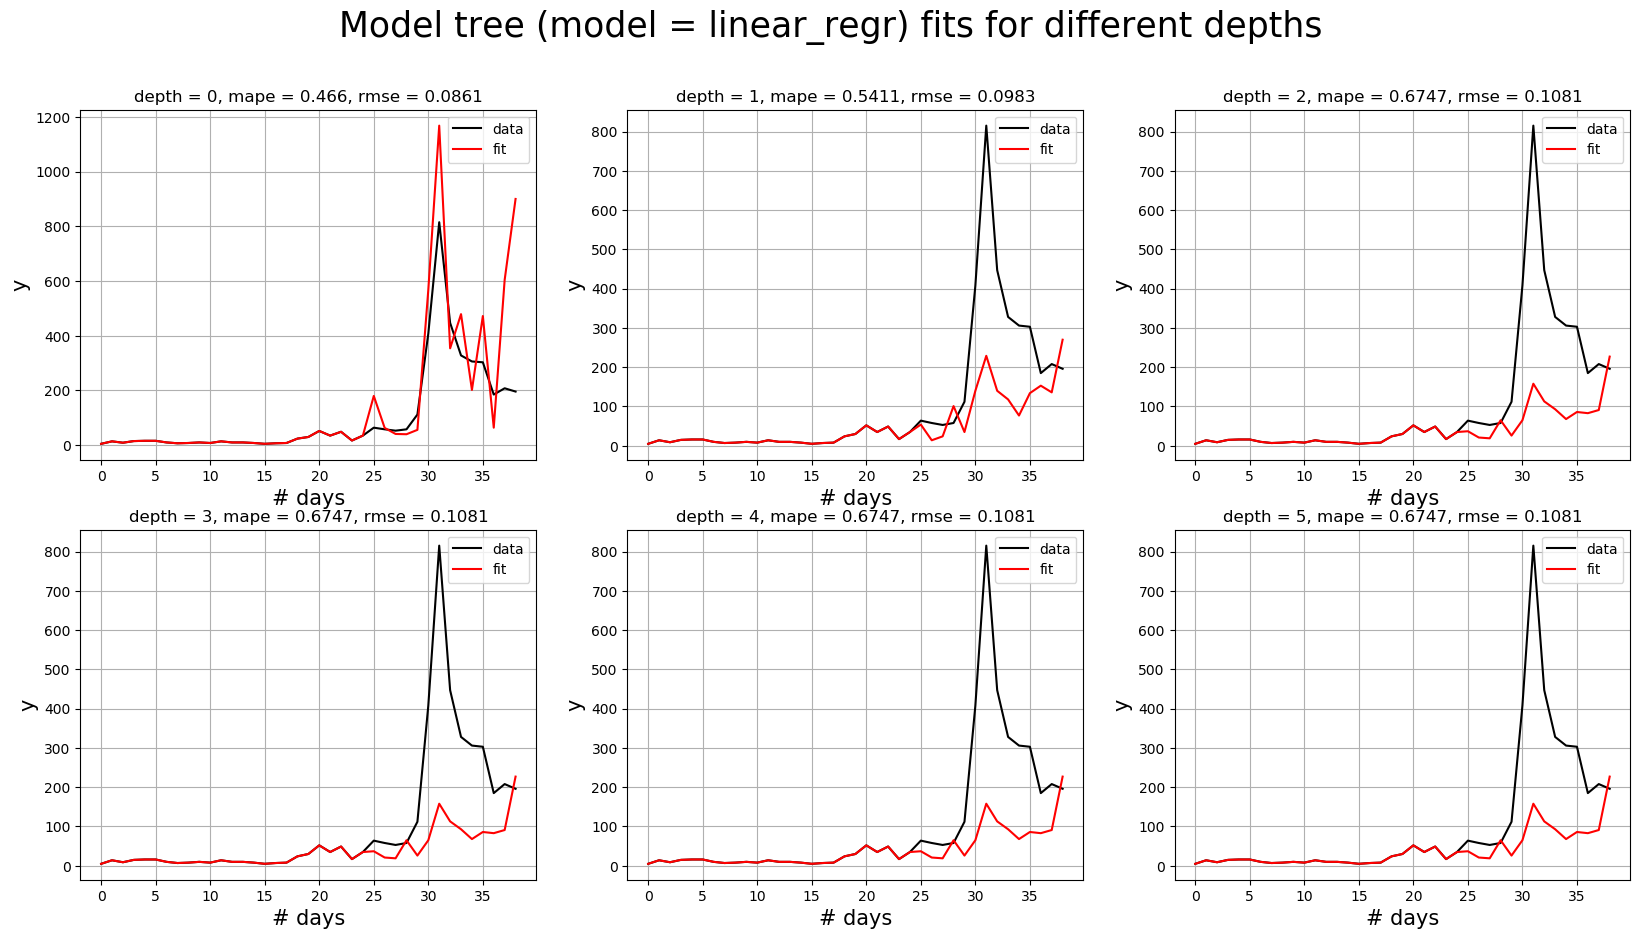 Model tree (model = linear_regr) fits for different depths
depth = 0, mape = 0.466, rmse = 0.0861
1200
1000
800
600
400
200
0
y
data
fit
0 5 10 15 20 25 30 35
# days
depth = 1, mape = 0.5411, rmse = 0.0983
800
700
600
500
400
300
200
100
0
y
data
fit
0 5 10 15 20 25 30 35
# days
depth = 2, mape = 0.6747, rmse = 0.1081
800
700
600
500
400
300
200
100
0
y
data
fit
0 5 10 15 20 25 30 35
# days
depth = 3, mape = 0.6747, rmse = 0.1081
800
700
600
500
400
300
200
100
0
y
data
fit
0 5 10 15 20 25 30 35
# days
depth = 4, mape = 0.6747, rmse = 0.1081
800
700
600
500
400
300
200
100
0
y
data
fit
0 5 10 15 20 25 30 35
# days
depth = 5, mape = 0.6747, rmse = 0.1081
800
700
600
500
400
300
200
100
0
y
data
fit
0 5 10 15 20 25 30 35
# days